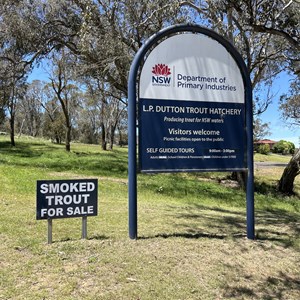 NSW
Department of
Primary Industries
L.P. DUTTON TROUT HATCHERY
Producing trout for NSW waters
Visitors welcome
Picnic facilities open to the public
SELF GUIDED TOURS
SMOKED
TROUT
FOR SALE